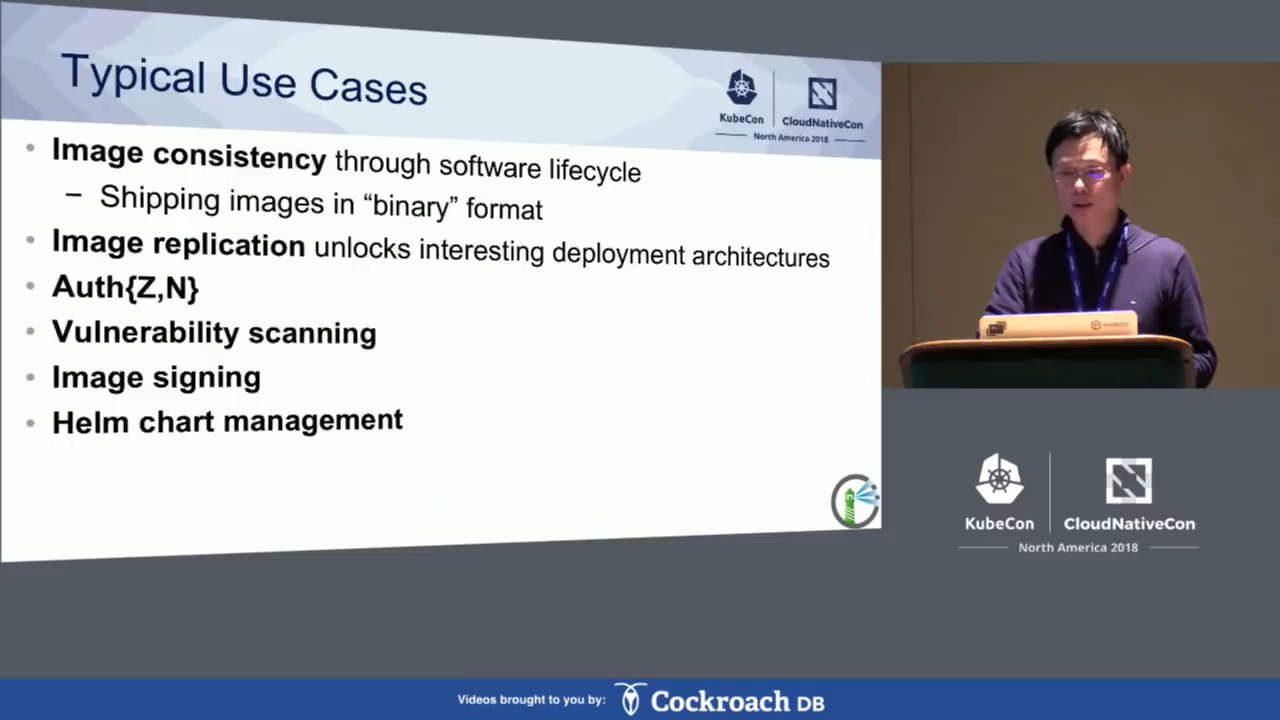 Typical Use Cases
KubeCon
CloudNativeCon
North America 2018
• Image consistency through software lifecycle
– Shipping images in “binary” format
• Image replication unlocks interesting deployment architectures
• Auth{Z,N}
• Vulnerability scanning
• Image signing
• Helm chart management
KubeCon
CloudNativeCon
North America 2018
Videos brought to you by:
Cockroach DB